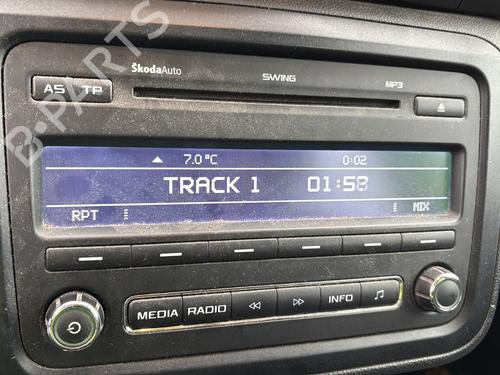 B-PARTS
ŠkodaAuto SWING MP3
AS TP
7.0°C 0:02
TRACK 1 01:58
RPT MIX
MEDIA RADIO INFO